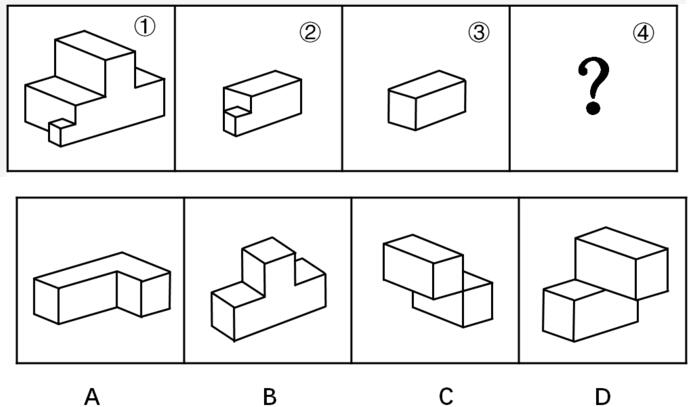 ① ② ③ ④
?
A B C D